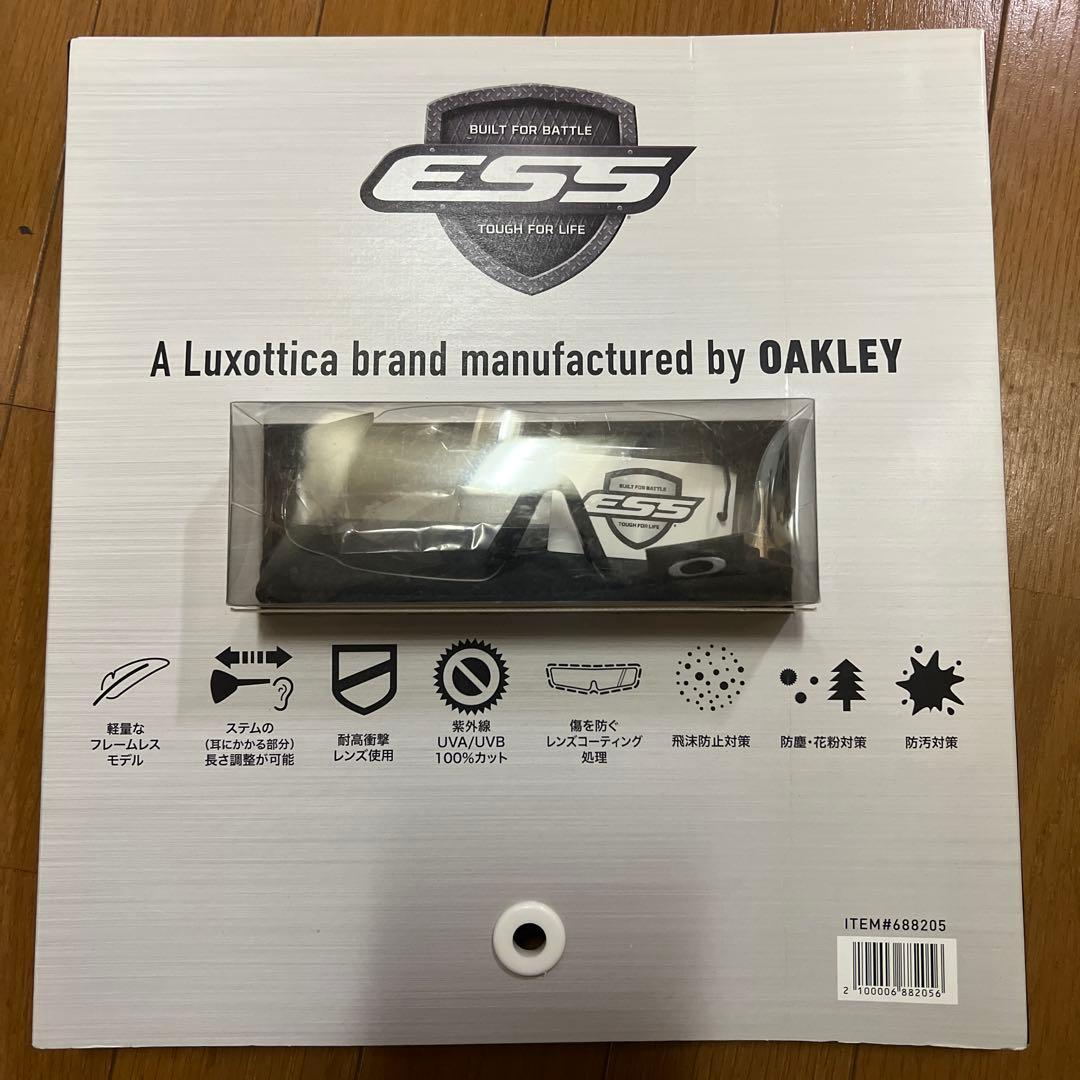 BUILT FOR BATTLE
ESS
TOUGH FOR LIFE
A Luxottica brand manufactured by OAKLEY
BUILT FOR BATTLE
ESS
TOUGH FOR LIFE
軽量な
フレームレス
モデル
ステムの
(耳にかかる部分)
長さ調整が可能
耐高衝撃
レンズ使用
紫外線
UVA/UVB
100%カット
傷を防ぐ
レンズコーティング
処理
飛沫防止対策
防塵・花粉対策
防汚対策
ITEM#688205
2 100006 882056